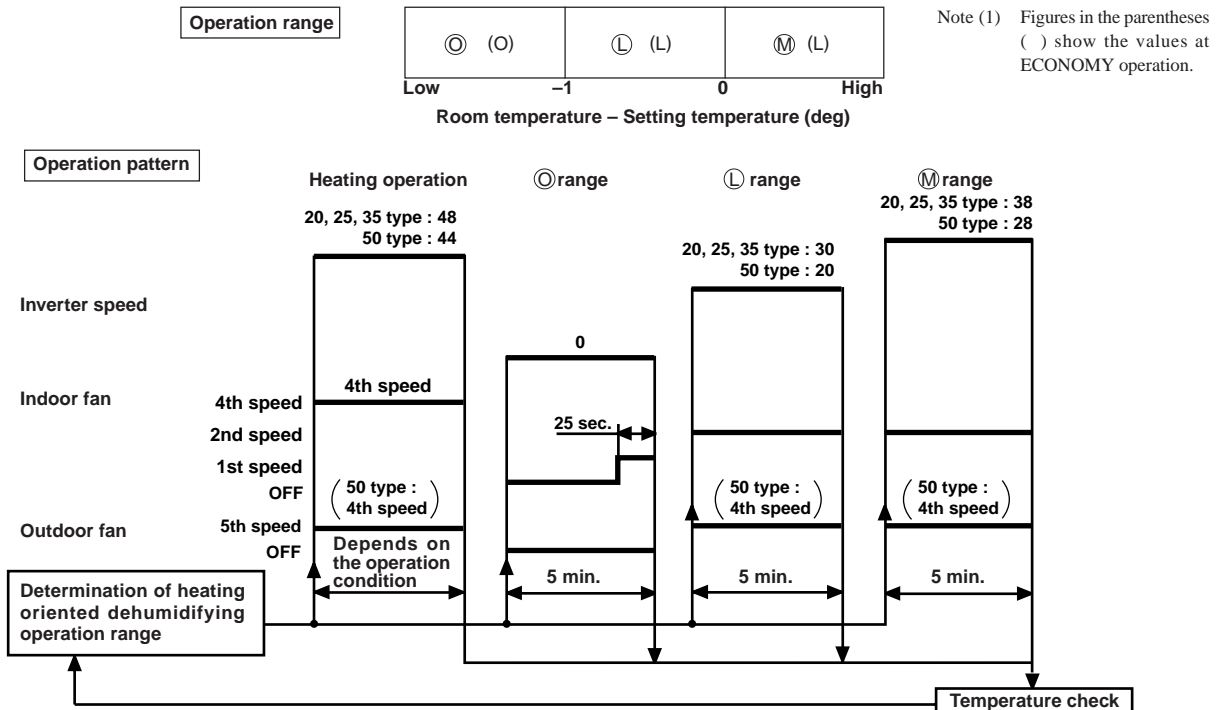 Operation range
Ⓞ (O)
Ⓛ (L)
Ⓜ (L)
Low
–1
0
High
Room temperature – Setting temperature (deg)
Note (1) Figures in the parentheses
( ) show the values at
ECONOMY operation.
Operation pattern
Heating operation
Ⓞ range
Ⓛ range
Ⓜ range
20, 25, 35 type : 48
50 type : 44
20, 25, 35 type : 30
50 type : 20
20, 25, 35 type : 38
50 type : 28
Inverter speed
0
Indoor fan
4th speed
4th speed
2nd speed
25 sec.
1st speed
OFF
(50 type :
4th speed)
(50 type :
4th speed)
(50 type :
4th speed)
Outdoor fan
5th speed
OFF
Depends on
the operation
condition
5 min.
5 min.
5 min.
Determination of heating
oriented dehumidifying
operation range
Temperature check